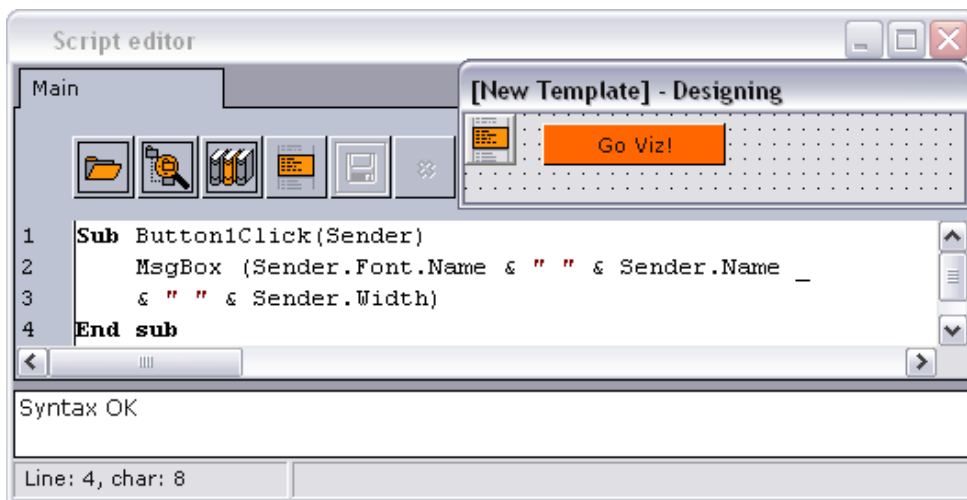 Script editor
Main
[New Template] - Designing
Go Viz!
1 Sub Button1Click(Sender)
2 MsgBox (Sender.Font.Name & " " & Sender.Name _
3 & " " & Sender.Width)
4 End sub
Syntax OK
Line: 4, char: 8